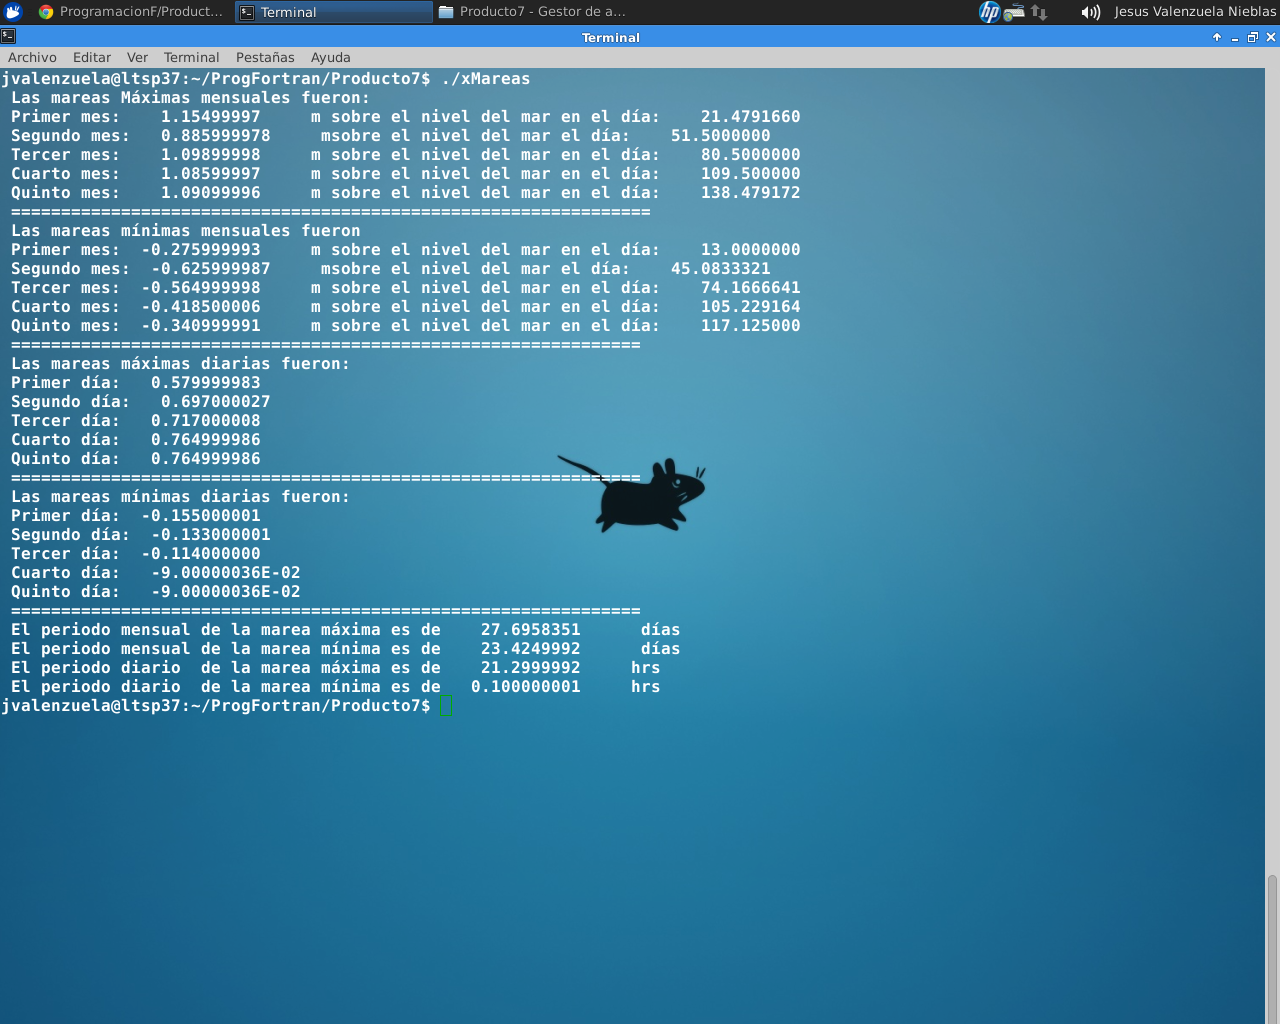 ProgramacionF/Product...
Terminal
Producto7 - Gestor de a...
hp
Jesus Valenzuela Nieblas
Terminal
Archivo Editar Ver Terminal Pestañas Ayuda
jvalenzuela@ltsp37:~/ProgFortran/Producto7$ ./xMareas
Las mareas Máximas mensuales fueron:
Primer mes: 1.15499997 m sobre el nivel del mar en el día: 21.4791660
Segundo mes: 0.885999978 msobre el nivel del mar el día: 51.5000000
Tercer mes: 1.09899998 m sobre el nivel del mar en el día: 80.5000000
Cuarto mes: 1.08599997 m sobre el nivel del mar en el día: 109.500000
Quinto mes: 1.09099996 m sobre el nivel del mar en el día: 138.479172
================================================================
Las mareas mínimas mensuales fueron
Primer mes: -0.275999993 m sobre el nivel del mar en el día: 13.0000000
Segundo mes: -0.625999987 msobre el nivel del mar el día: 45.0833321
Tercer mes: -0.564999998 m sobre el nivel del mar en el día: 74.1666641
Cuarto mes: -0.418500006 m sobre el nivel del mar en el día: 105.229164
Quinto mes: -0.340999991 m sobre el nivel del mar en el día: 117.125000
===============================================================
Las mareas máximas diarias fueron:
Primer día: 0.579999983
Segundo día: 0.697000027
Tercer día: 0.717000008
Cuarto día: 0.764999986
Quinto día: 0.764999986
===============================================================
Las mareas mínimas diarias fueron:
Primer día: -0.155000001
Segundo día: -0.133000001
Tercer día: -0.114000000
Cuarto día: -9.00000036E-02
Quinto día: -9.00000036E-02
===============================================================
El periodo mensual de la marea máxima es de 27.6958351 días
El periodo mensual de la marea mínima es de 23.4249992 días
El periodo diario  de la marea máxima es de 21.2999992 hrs
El periodo diario  de la marea mínima es de 0.100000001 hrs
jvalenzuela@ltsp37:~/ProgFortran/Producto7$